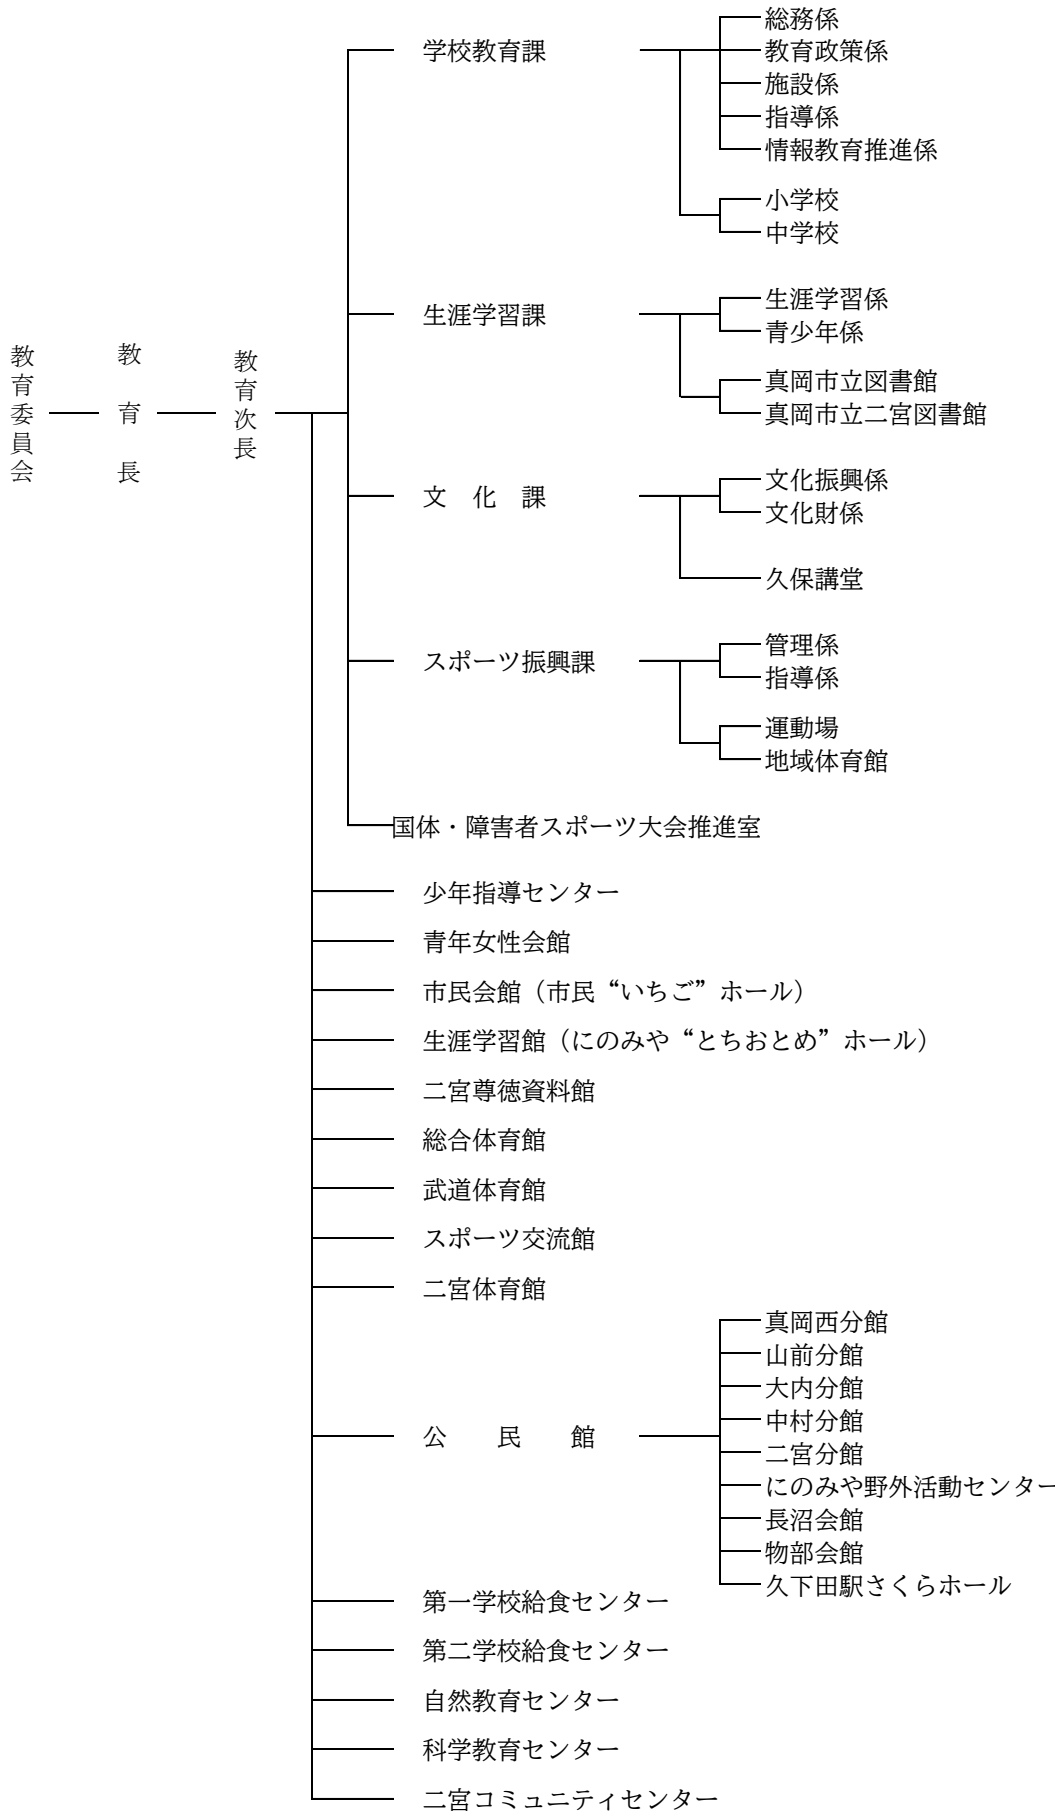 教育委員会
教育長
教育次長
学校教育課
総務係
教育政策係
施設係
指導係
情報教育推進係
小学校
中学校
生涯学習課
生涯学習係
青少年係
真岡市立図書館
真岡市立二宮図書館
文化課
文化振興係
文化財係
久保講堂
スポーツ振興課
管理係
指導係
運動場
地域体育館
国体・障害者スポーツ大会推進室
少年指導センター
青年女性会館
市民会館（市民“いちご”ホール）
生涯学習館（にのみや“とちおとめ”ホール）
二宮尊徳資料館
総合体育館
武道体育館
スポーツ交流館
二宮体育館
公民館
真岡西分館
山前分館
大内分館
中村分館
二宮分館
にのみや野外活動センター
長沼会館
物部会館
久下田駅さくらホール
第一学校給食センター
第二学校給食センター
自然教育センター
科学教育センター
二宮コミュニティセンター